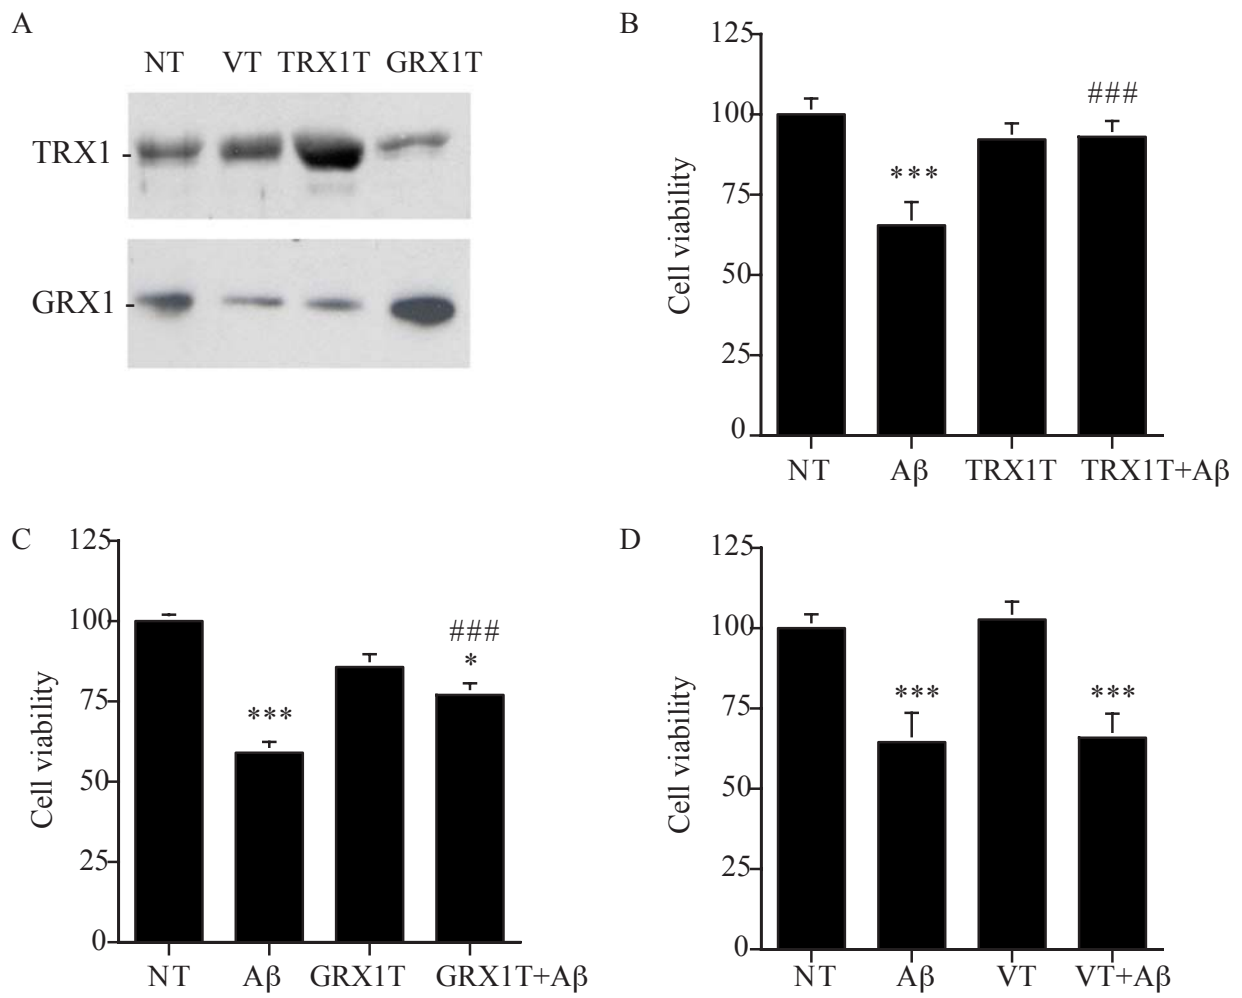 A
NT VT TRX1T GRX1T
TRX1 -
GRX1 -
B
125
100
75
50
25
0
Cell viability
***
###
NT Aβ TRX1T TRX1T+Aβ
C
125
100
75
50
25
0
Cell viability
***
###
*
NT Aβ GRX1T GRX1T+Aβ
D
125
100
75
50
25
0
Cell viability
***
***
NT Aβ VT VT+Aβ